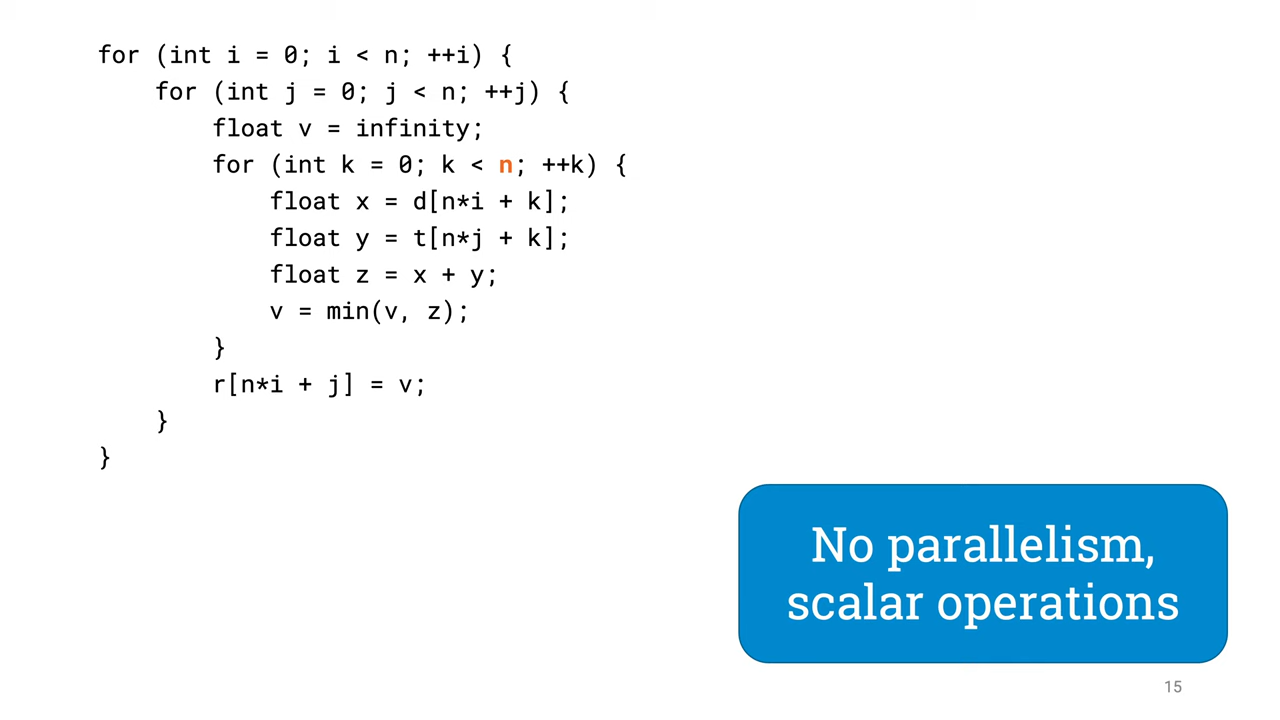 for (int i = 0; i < n; ++i) {
    for (int j = 0; j < n; ++j) {
        float v = infinity;
        for (int k = 0; k < n; ++k) {
            float x = d[n*i + k];
            float y = t[n*j + k];
            float z = x + y;
            v = min(v, z);
        }
        r[n*i + j] = v;
    }
}
No parallelism,
scalar operations
15